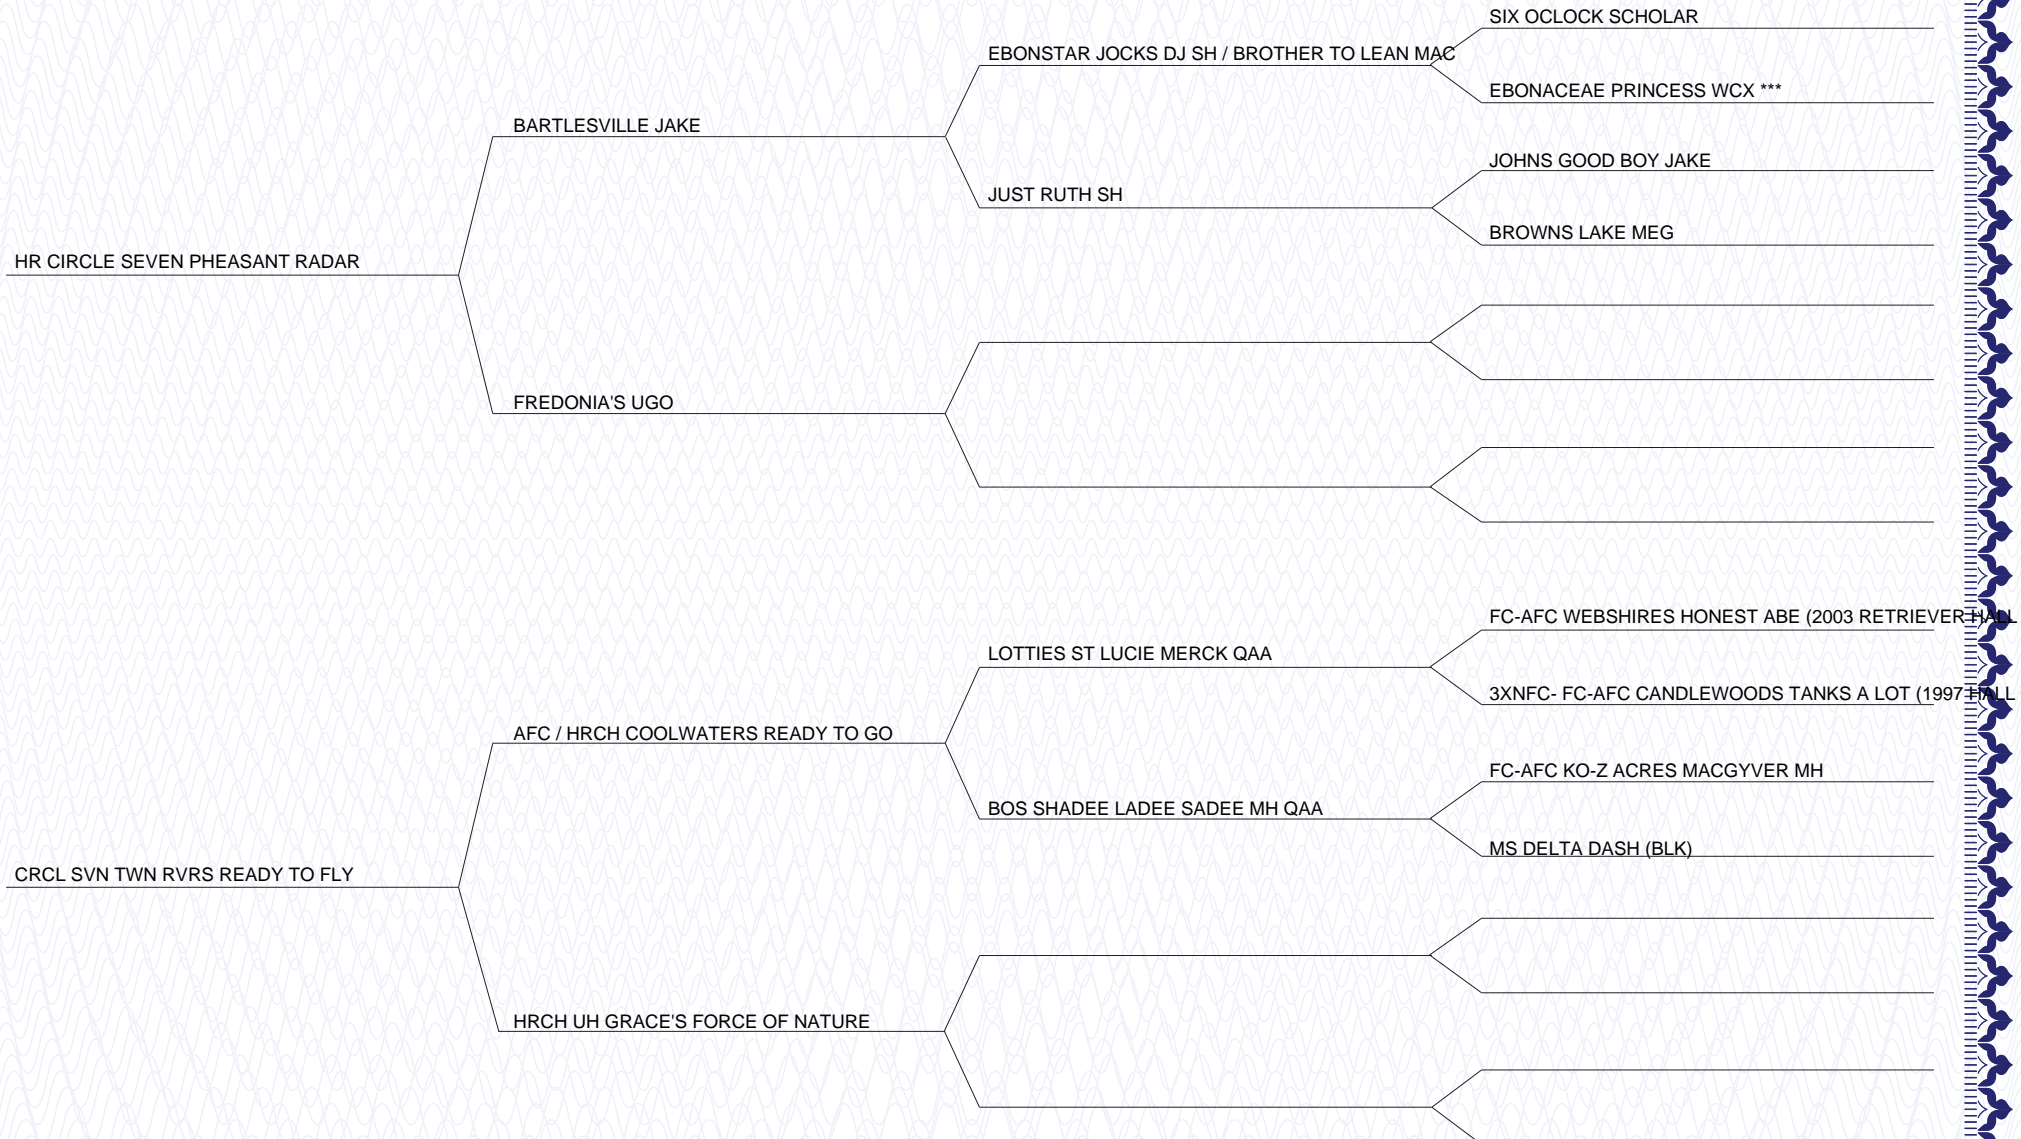 SIX OCLOCK SCHOLAR
EBONSTAR JOCKS DJ SH / BROTHER TO LEAN MAC
EBONACEAE PRINCESS WCX ***
BARTLESVILLE JAKE
JOHNS GOOD BOY JAKE
JUST RUTH SH
BROWNS LAKE MEG
HR CIRCLE SEVEN PHEASANT RADAR
FREDONIA'S UGO
FC-AFC WEBSHIRES HONEST ABE (2003 RETRIEVER HALL
LOTTIES ST LUCIE MERCK QAA
3XNFC- FC-AFC CANDLEWOODS TANKS A LOT (1997 HALL
AFC / HRCH COOLWATERS READY TO GO
FC-AFC KO-Z ACRES MACGYVER MH
BOS SHADEE LADEE SADEE MH QAA
MS DELTA DASH (BLK)
CRCL SVN TWN RVRS READY TO FLY
HRCH UH GRACE'S FORCE OF NATURE